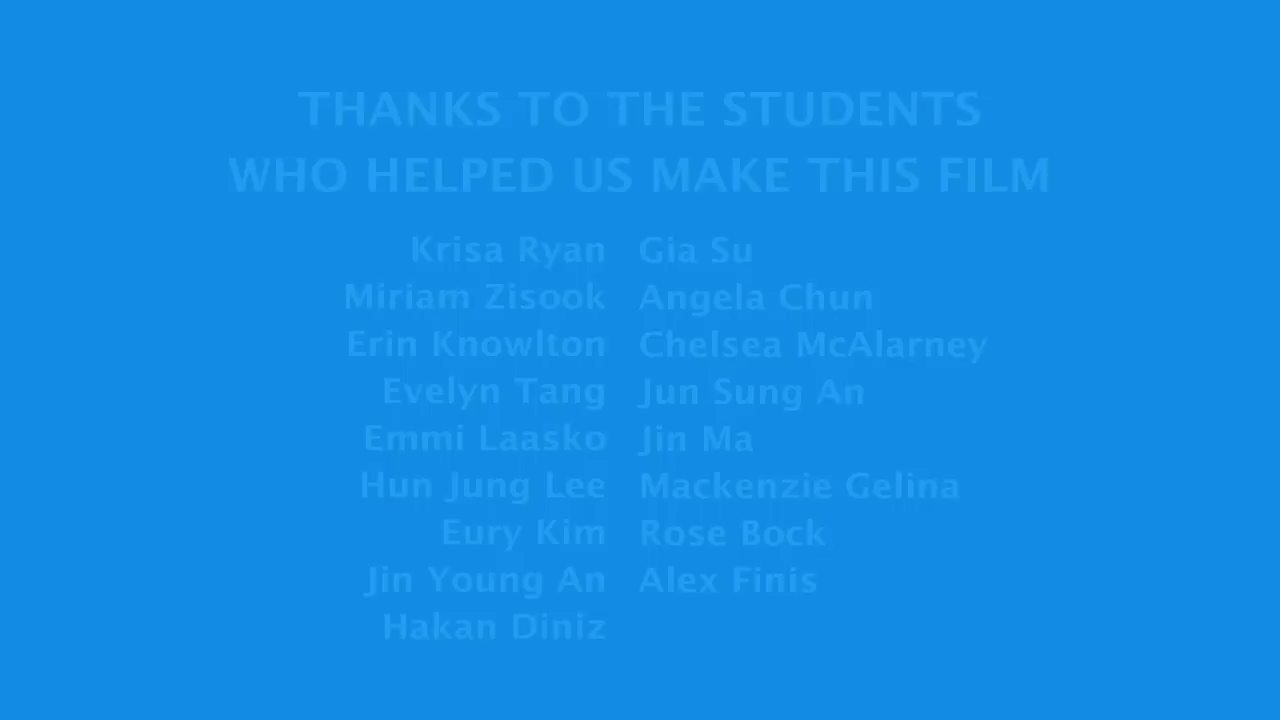 THANKS TO THE STUDENTS
WHO HELPED US MAKE THIS FILM
Krisa Ryan
Miriam Zisook
Erin Knowlton
Evelyn Tang
Emmi Laasko
Hun Jung Lee
Eury Kim
Jin Young An
Hakan Diniz
Gia Su
Angela Chun
Chelsea McAlarney
Jun Sung An
Jin Ma
Mackenzie Gelina
Rose Bock
Alex Finis